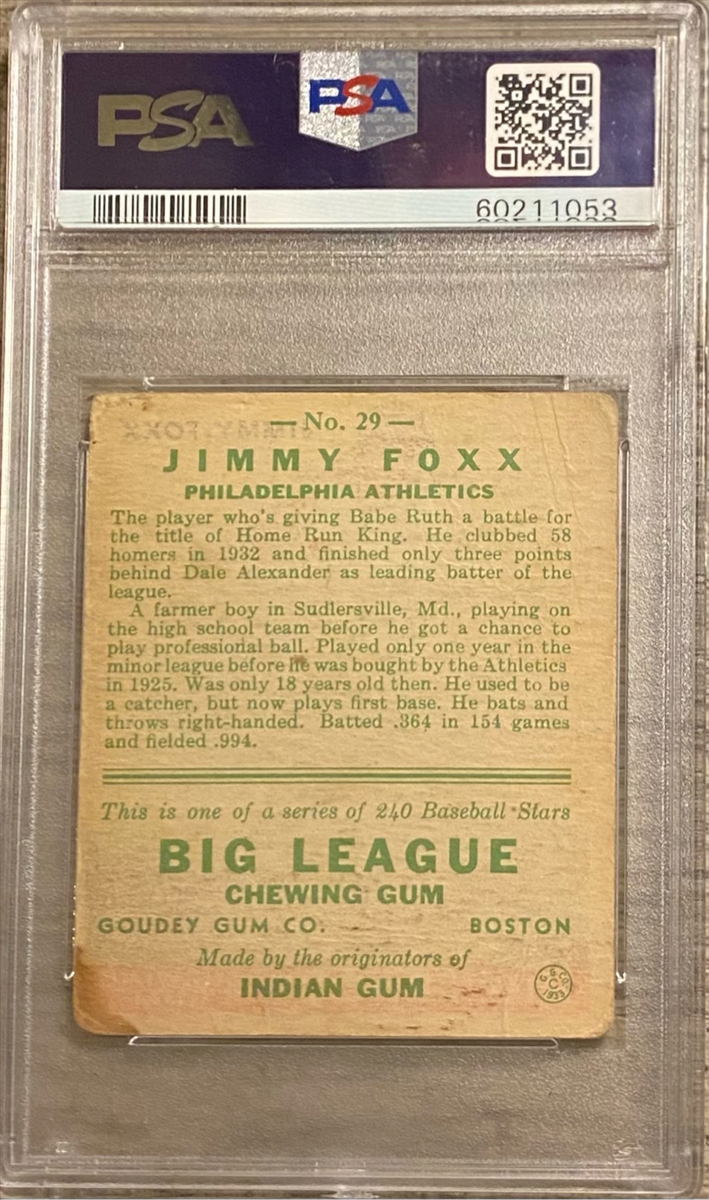 PSA
PSA
60211053
— No. 29 —
JIMMY FOXX
PHILADELPHIA ATHLETICS
The player who's giving Babe Ruth a battle for
the title of Home Run King. He clubbed 58
homers in 1932 and finished only three points
behind Dale Alexander as leading batter of the
league.
A farmer boy in Sudlersville, Md., playing on
the high school team before he got a chance to
play professional ball. Played only one year in the
minor league before he was bought by the Athletics
in 1925. Was only 18 years old then. He used to be
a catcher, but now plays first base. He bats and
throws right-handed. Batted .364 in 154 games
and fielded .994.
This is one of a series of 240 Baseball Stars
BIG LEAGUE
CHEWING GUM
GOUDEY GUM CO. BOSTON
Made by the originators of
INDIAN GUM
G. G. CO.
C
1933